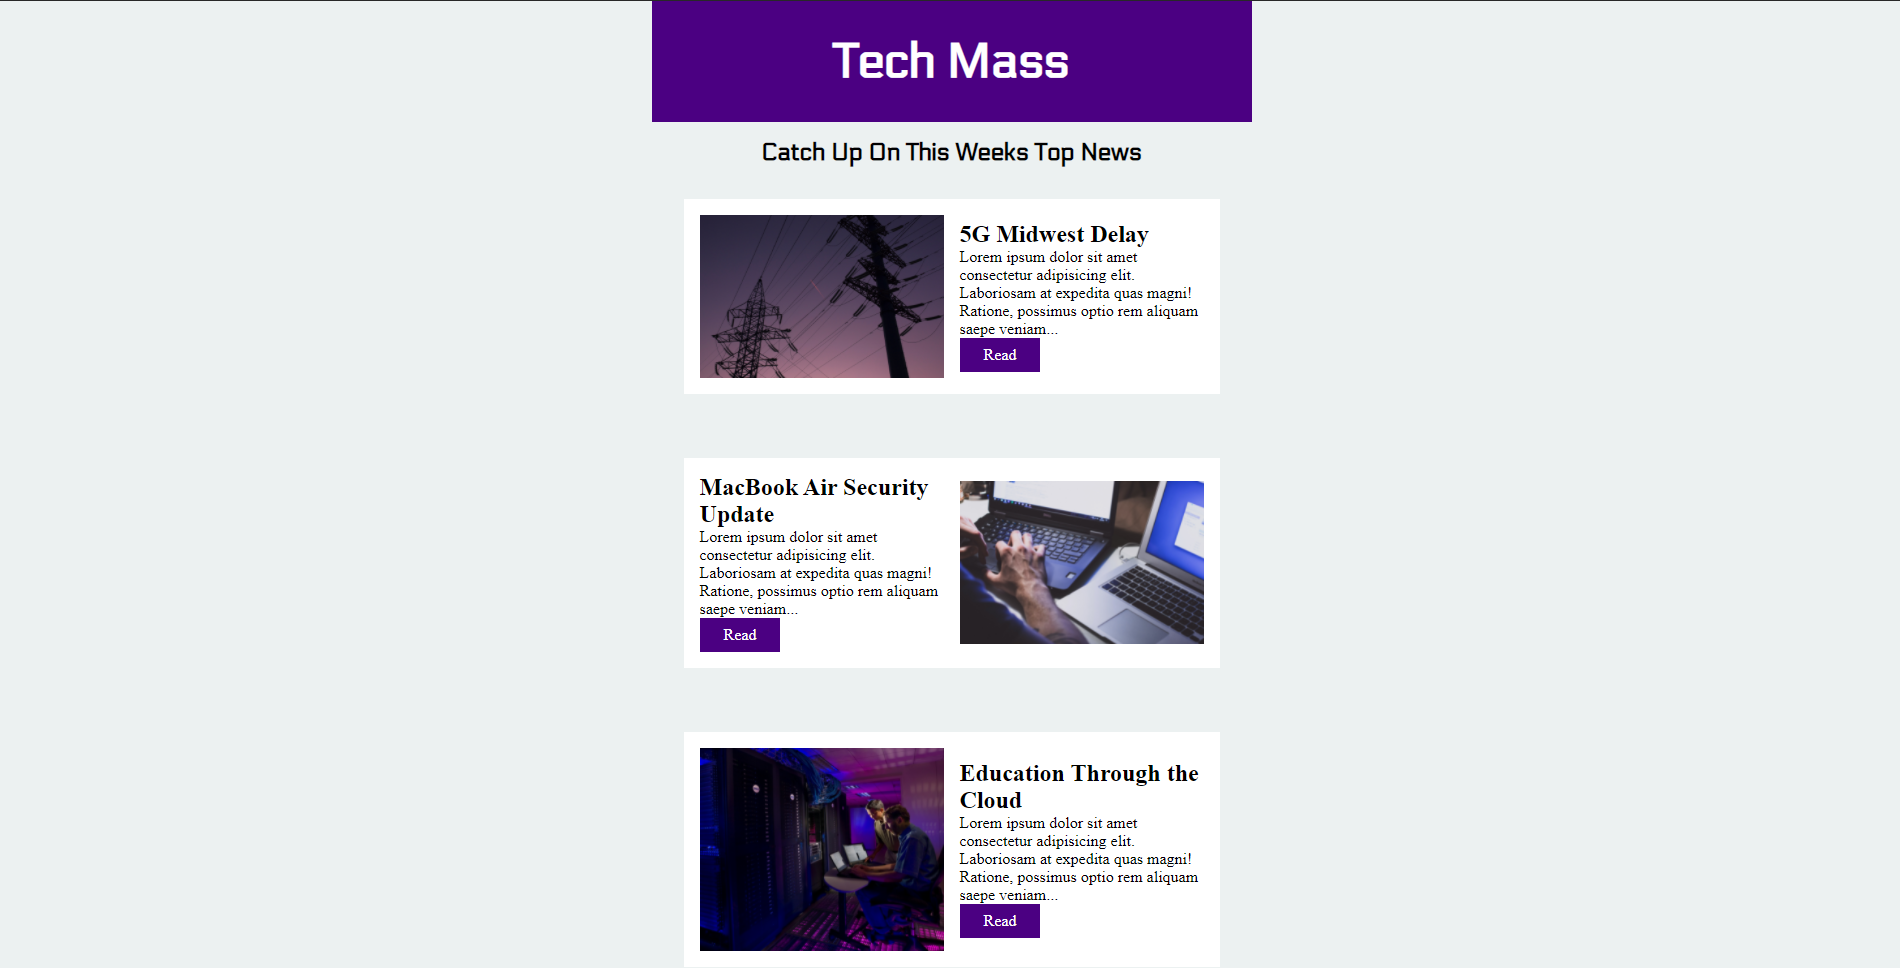 Tech Mass
Catch Up On This Weeks Top News
5G Midwest Delay
Lorem ipsum dolor sit amet
consectetur adipisicing elit.
Laboriosam at expedita quas magni!
Ratione, possimus optio rem aliquam
saepe veniam...
Read
MacBook Air Security
Update
Lorem ipsum dolor sit amet
consectetur adipisicing elit.
Laboriosam at expedita quas magni!
Ratione, possimus optio rem aliquam
saepe veniam...
Read
Education Through the
Cloud
Lorem ipsum dolor sit amet
consectetur adipisicing elit.
Laboriosam at expedita quas magni!
Ratione, possimus optio rem aliquam
saepe veniam...
Read